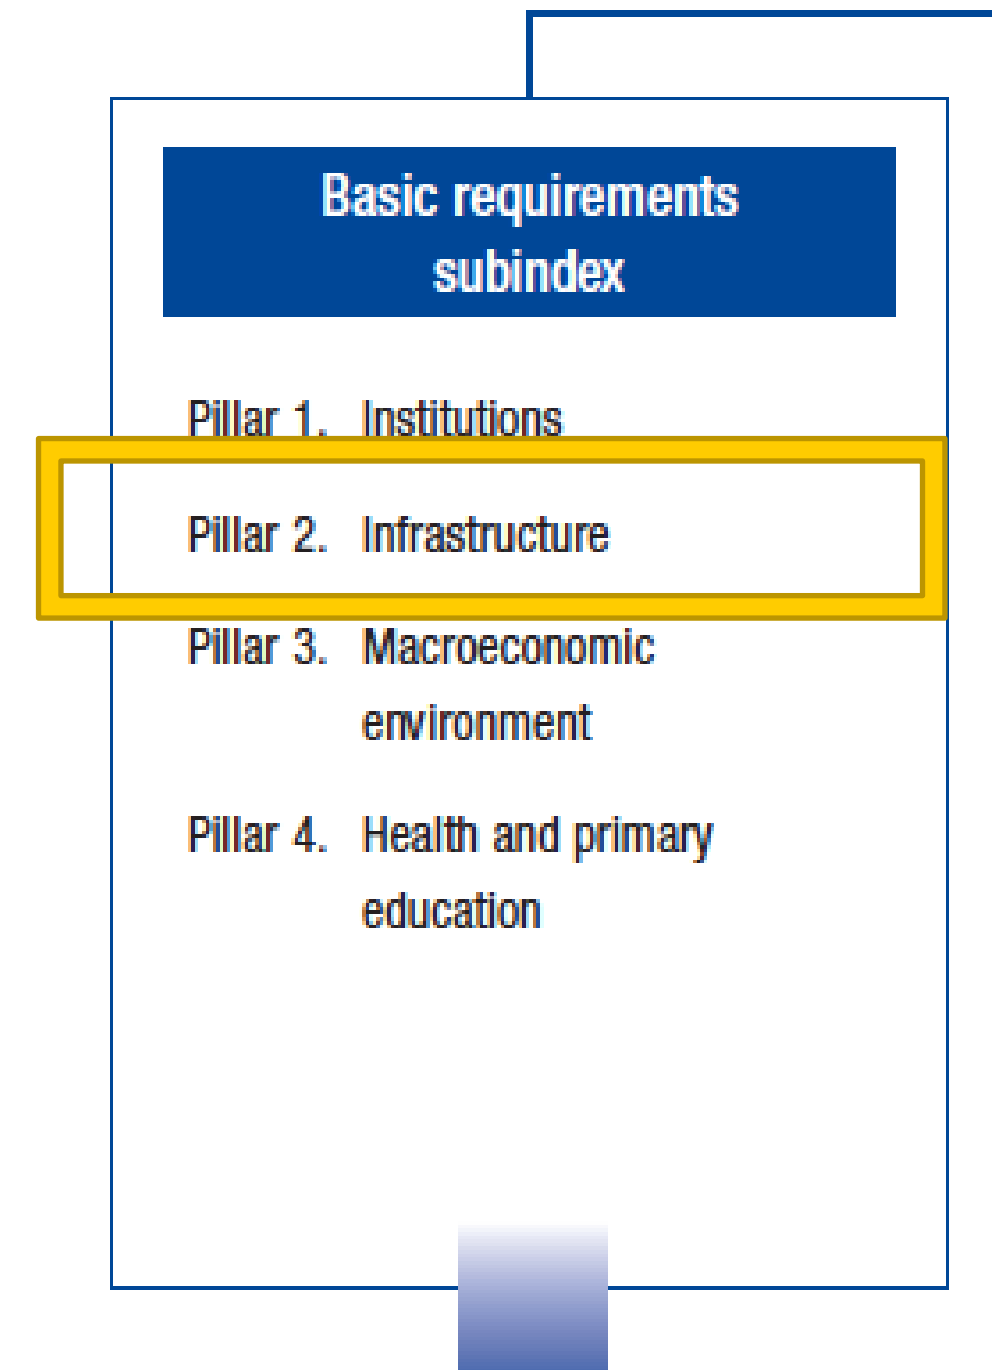 Basic requirements
subindex
Pillar 1. Institutions
Pillar 2. Infrastructure
Pillar 3. Macroeconomic
environment
Pillar 4. Health and primary
education